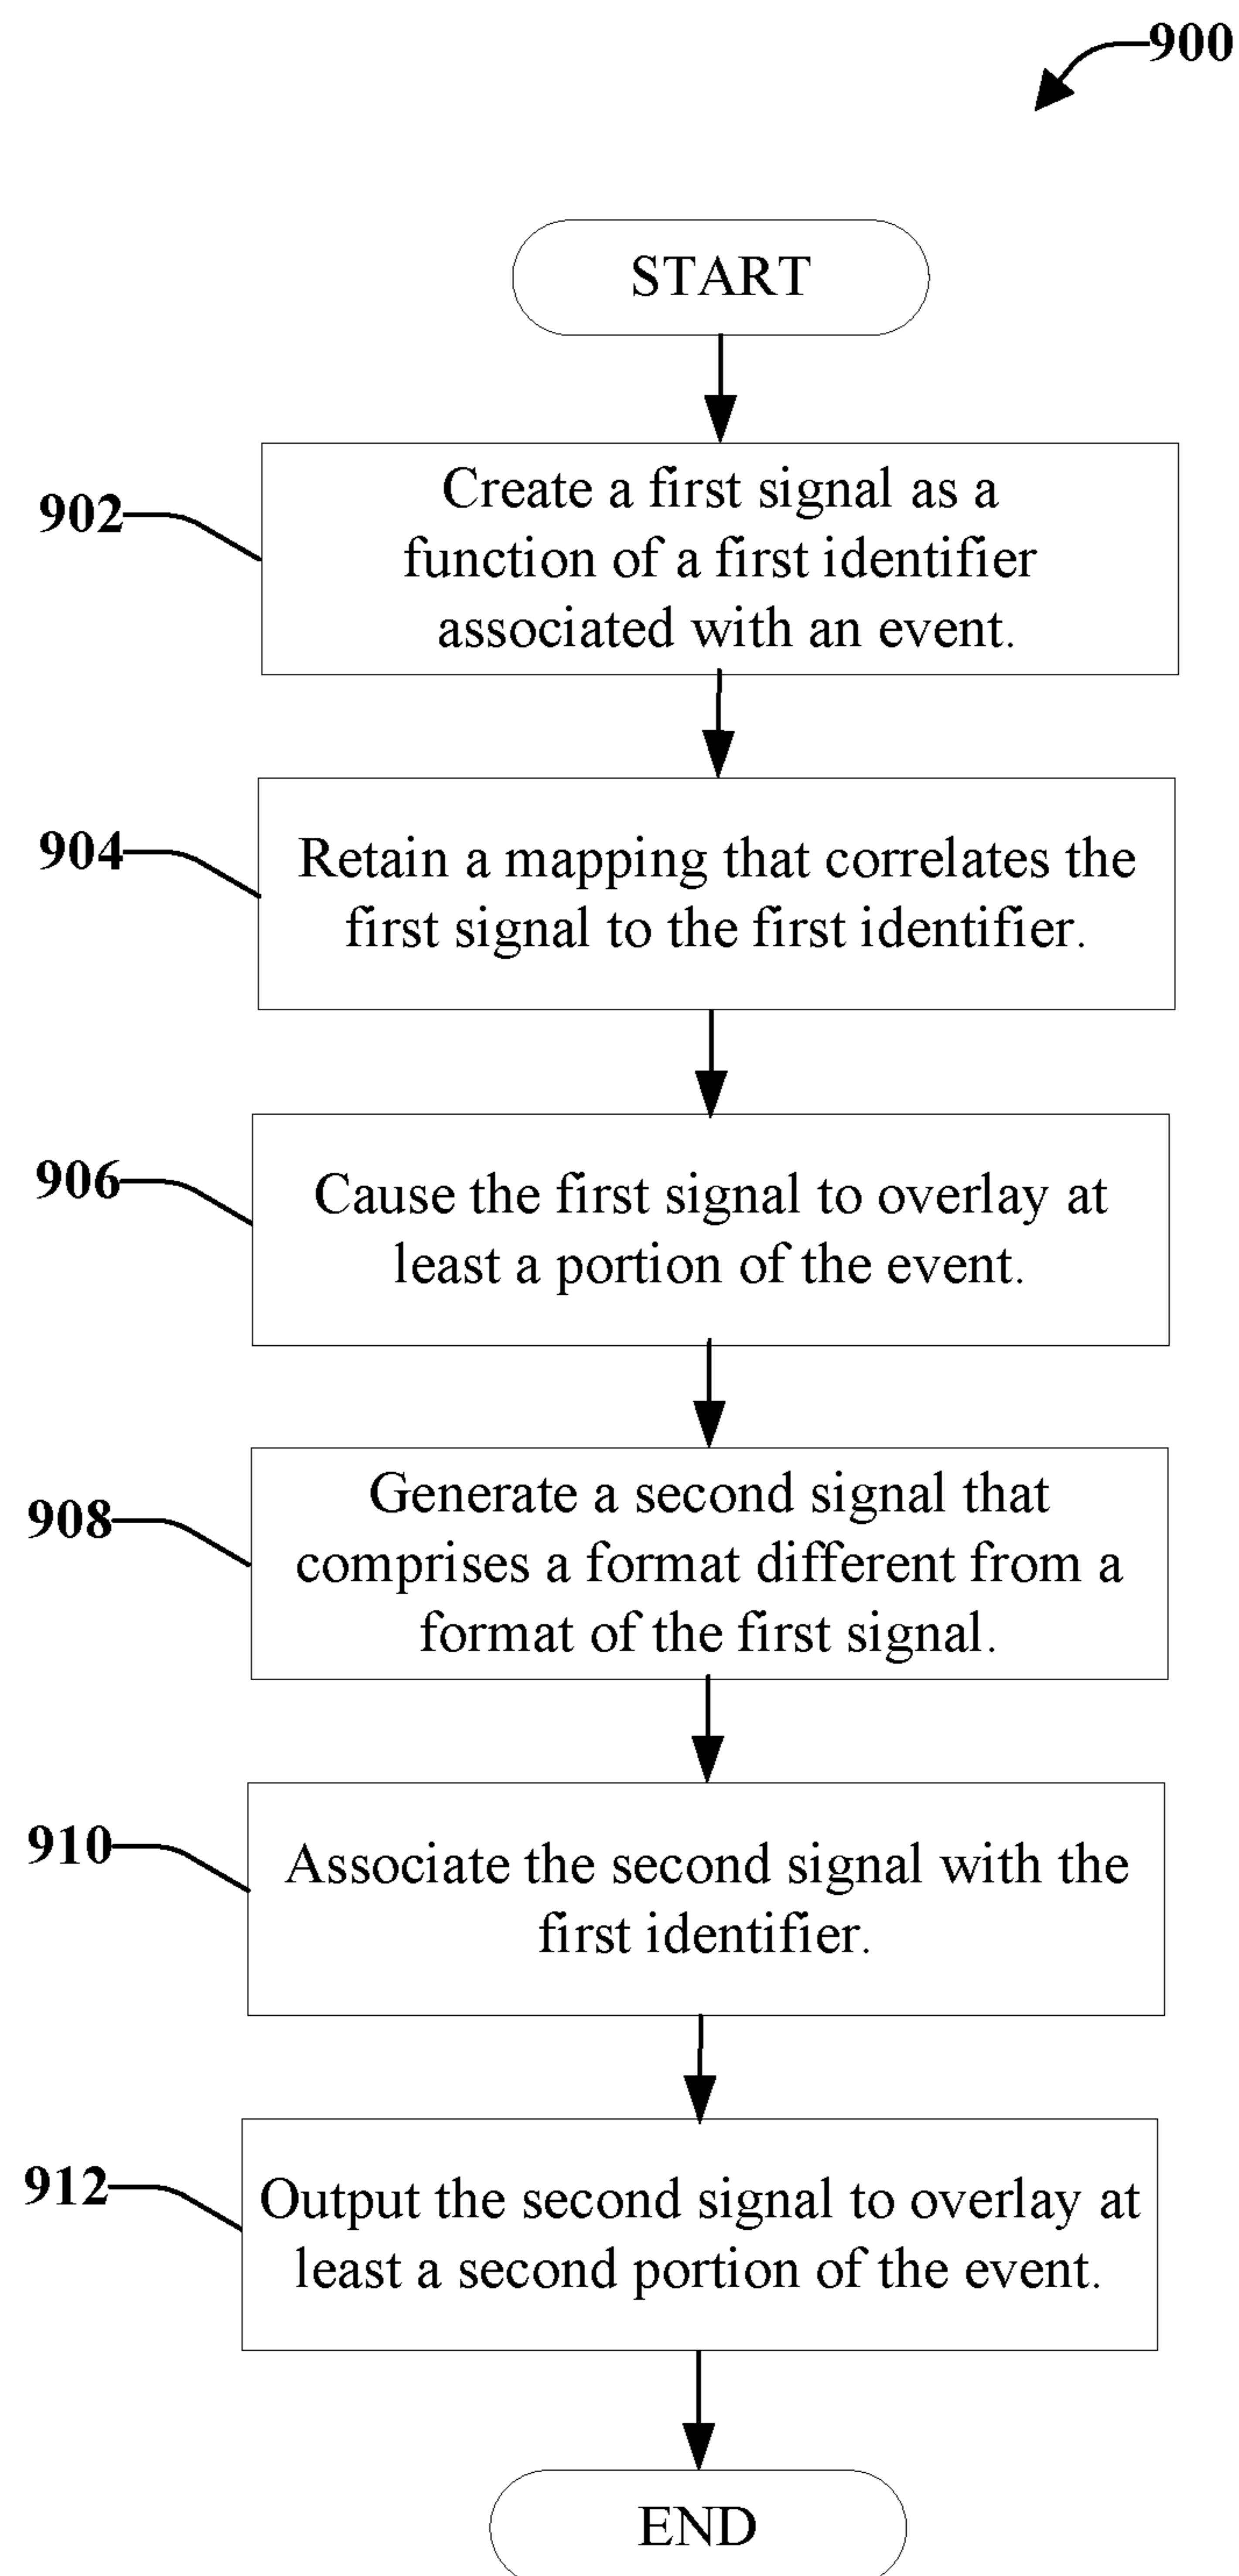 900
START
902
Create a first signal as a
function of a first identifier
associated with an event.
904
Retain a mapping that correlates the
first signal to the first identifier.
906
Cause the first signal to overlay at
least a portion of the event.
908
Generate a second signal that
comprises a format different from a
format of the first signal.
910
Associate the second signal with the
first identifier.
912
Output the second signal to overlay at
least a second portion of the event.
END